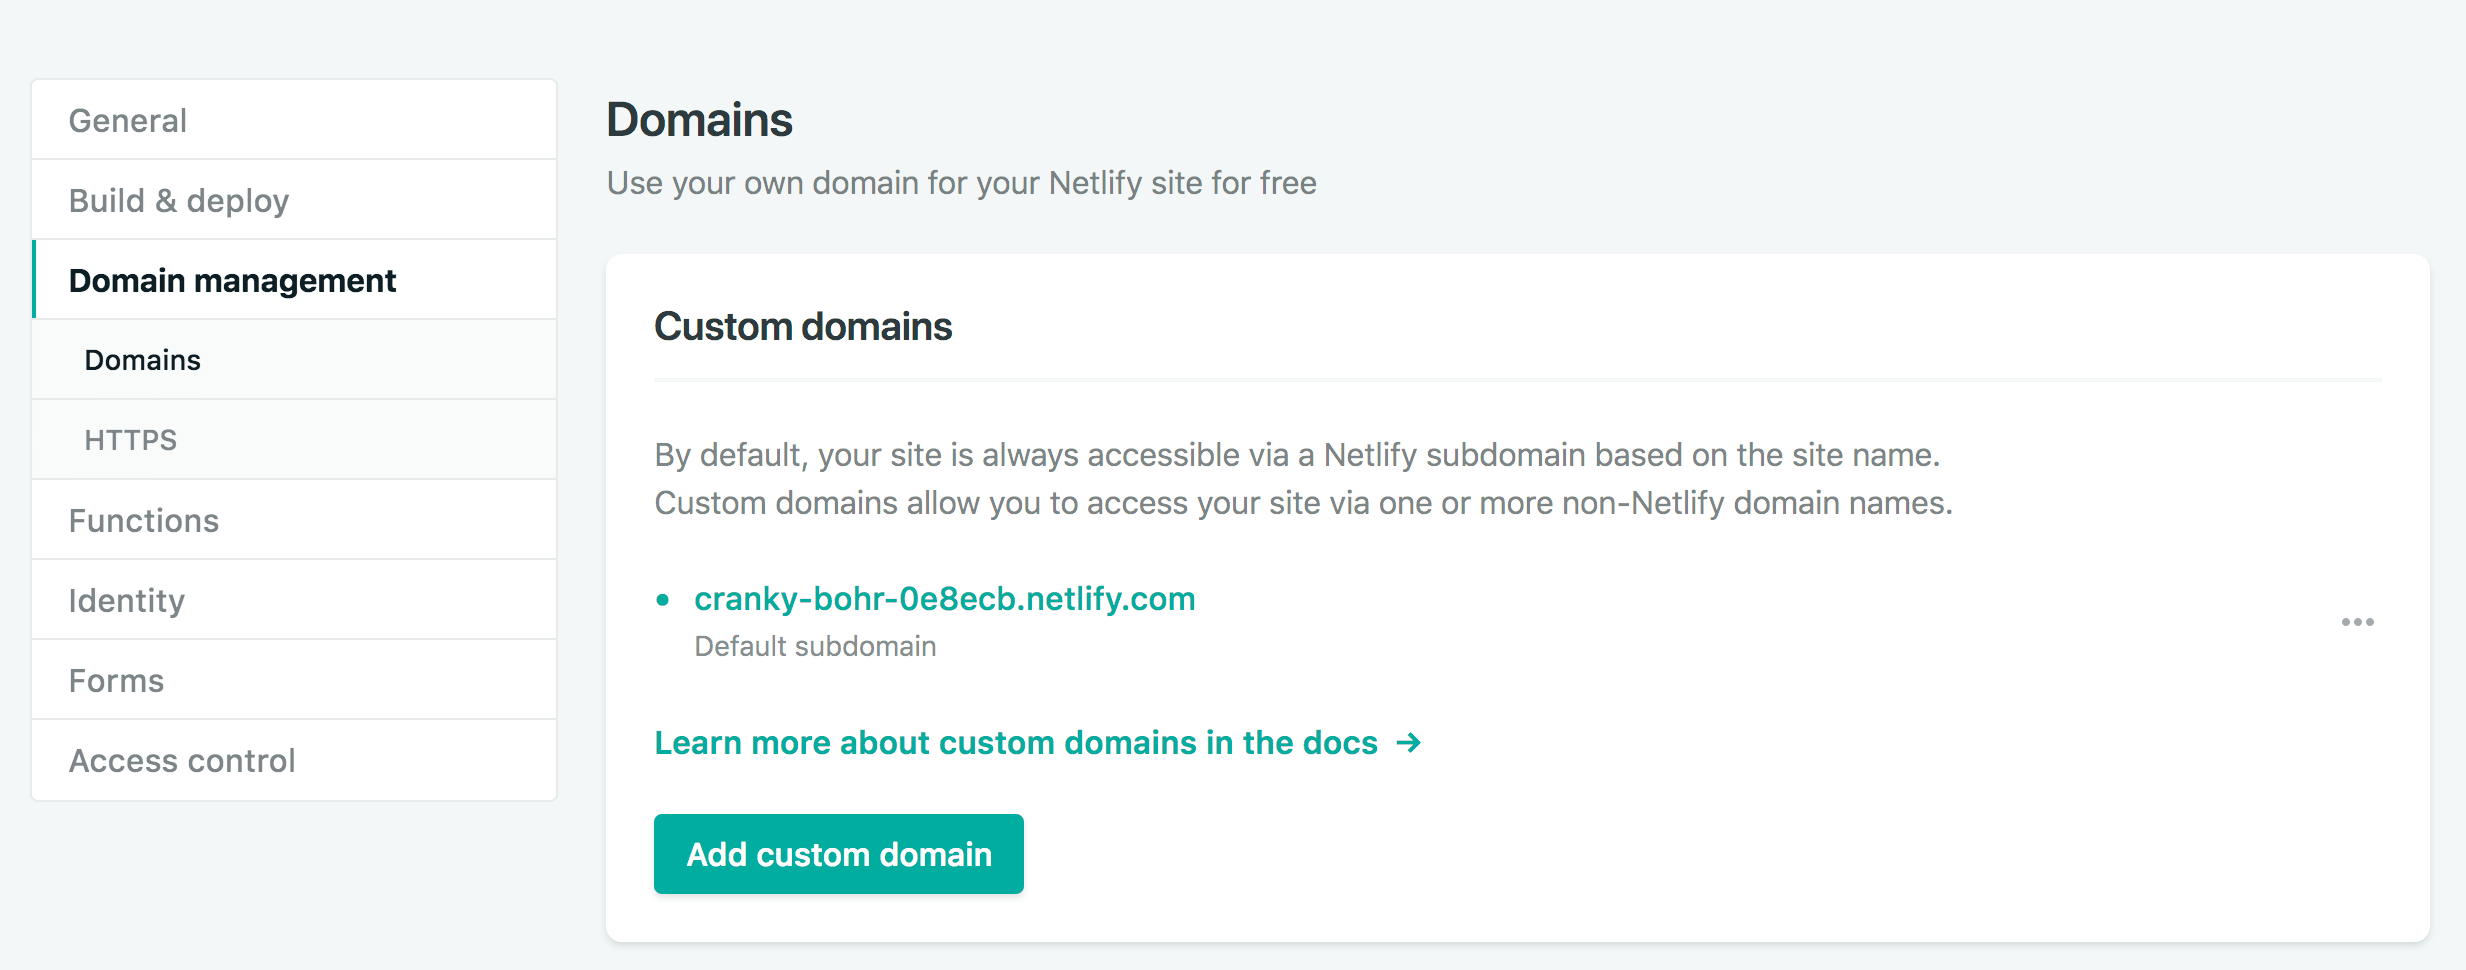 General
Build & deploy
Domain management
Domains
HTTPS
Functions
Identity
Forms
Access control
Domains
Use your own domain for your Netlify site for free
Custom domains
By default, your site is always accessible via a Netlify subdomain based on the site name.
Custom domains allow you to access your site via one or more non-Netlify domain names.
cranky-bohr-0e8ecb.netlify.com
Default subdomain
Learn more about custom domains in the docs →
Add custom domain